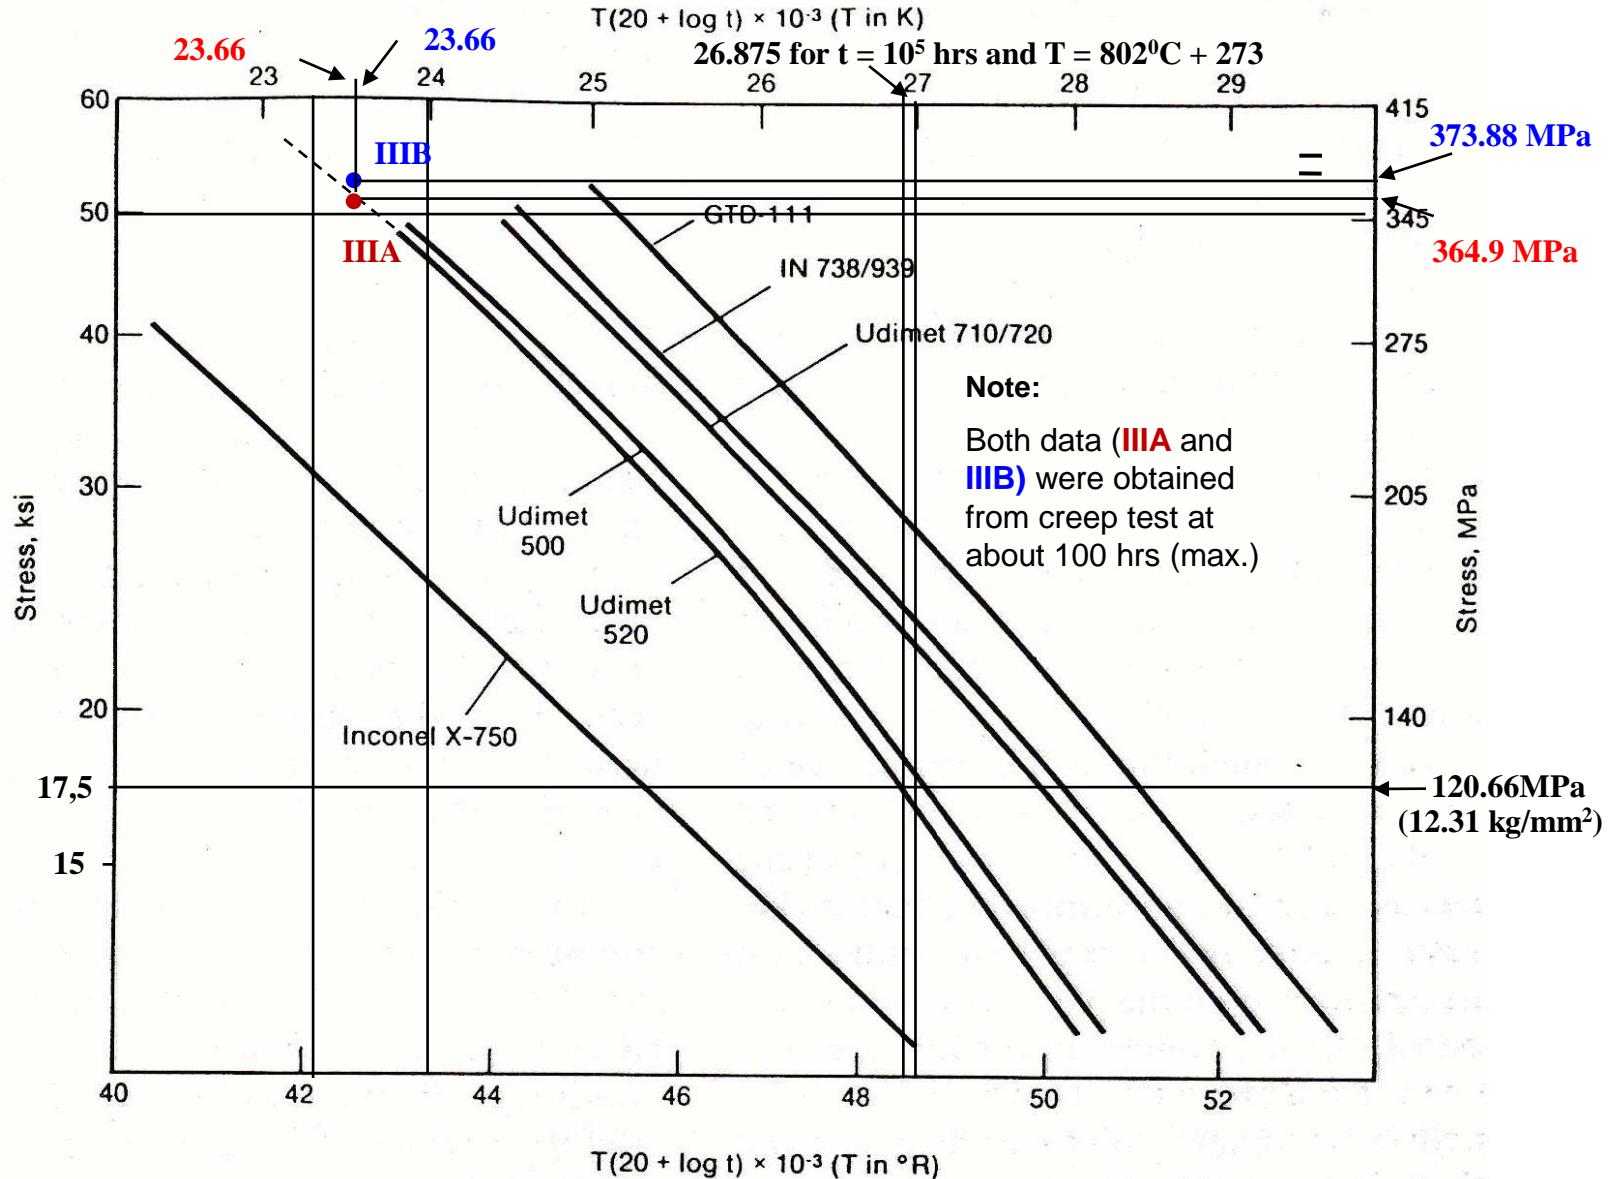 T(20 + log t) × 10⁻³ (T in K)
23.66
23.66
26.875 for t = 10⁵ hrs and T = 802⁰C + 273
23
24
25
26
27
28
29
60
415
IIIB
373.88 MPa
50
GTD-111
345
IIIA
364.9 MPa
IN 738/939
40
Udimet 710/720
275
Note:
Both data (IIIA and
IIIB) were obtained
from creep test at
about 100 hrs (max.)
30
205
Udimet
500
Stress, ksi
Stress, MPa
Udimet
520
20
140
Inconel X-750
17,5
120.66MPa
(12.31 kg/mm²)
15
40
42
44
46
48
50
52
T(20 + log t) × 10⁻³ (T in °R)